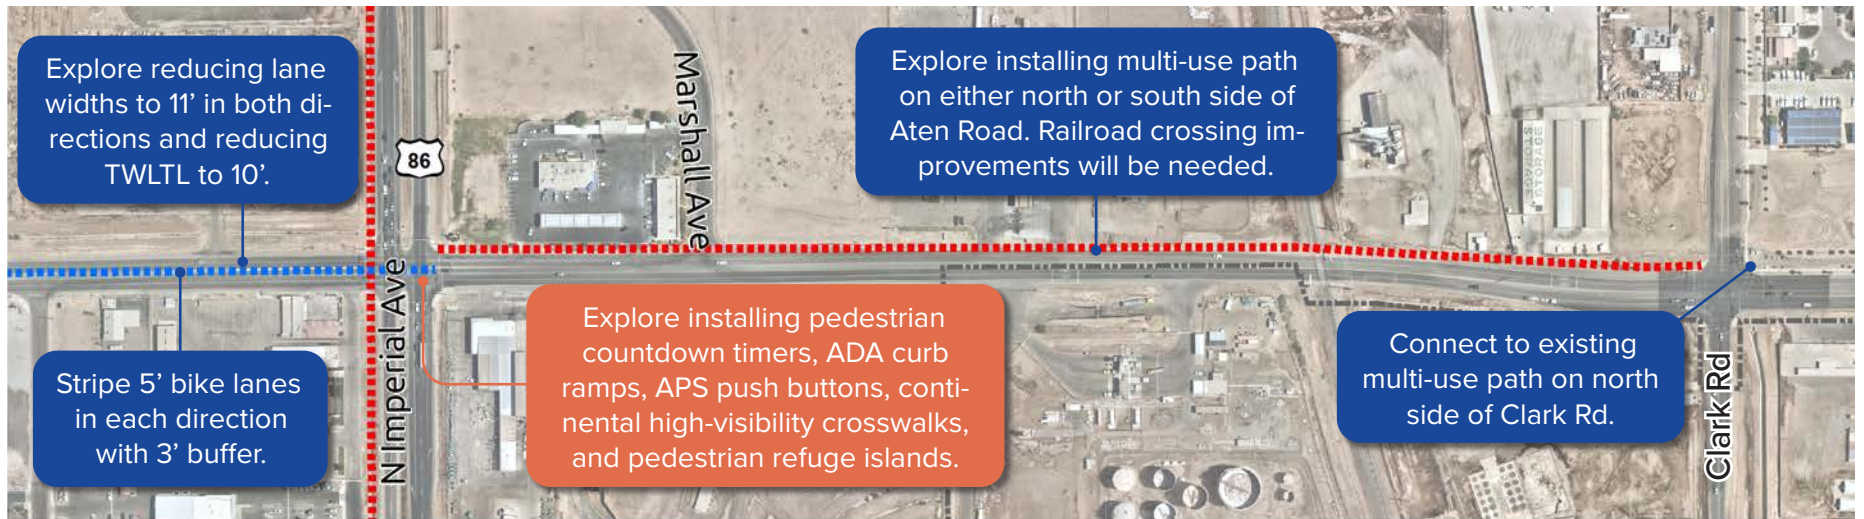 Explore reducing lane
widths to 11’ in both di-
rections and reducing
TWLTL to 10’.
86
Marshall Ave
Explore installing multi-use path
on either north or south side of
Aten Road. Railroad crossing im-
provements will be needed.
STORAGE
STORAGE
N Imperial Ave
Stripe 5’ bike lanes
in each direction
with 3’ buffer.
Explore installing pedestrian
countdown timers, ADA curb
ramps, APS push buttons, conti-
nental high-visibility crosswalks,
and pedestrian refuge islands.
Connect to existing
multi-use path on north
side of Clark Rd.
Clark Rd